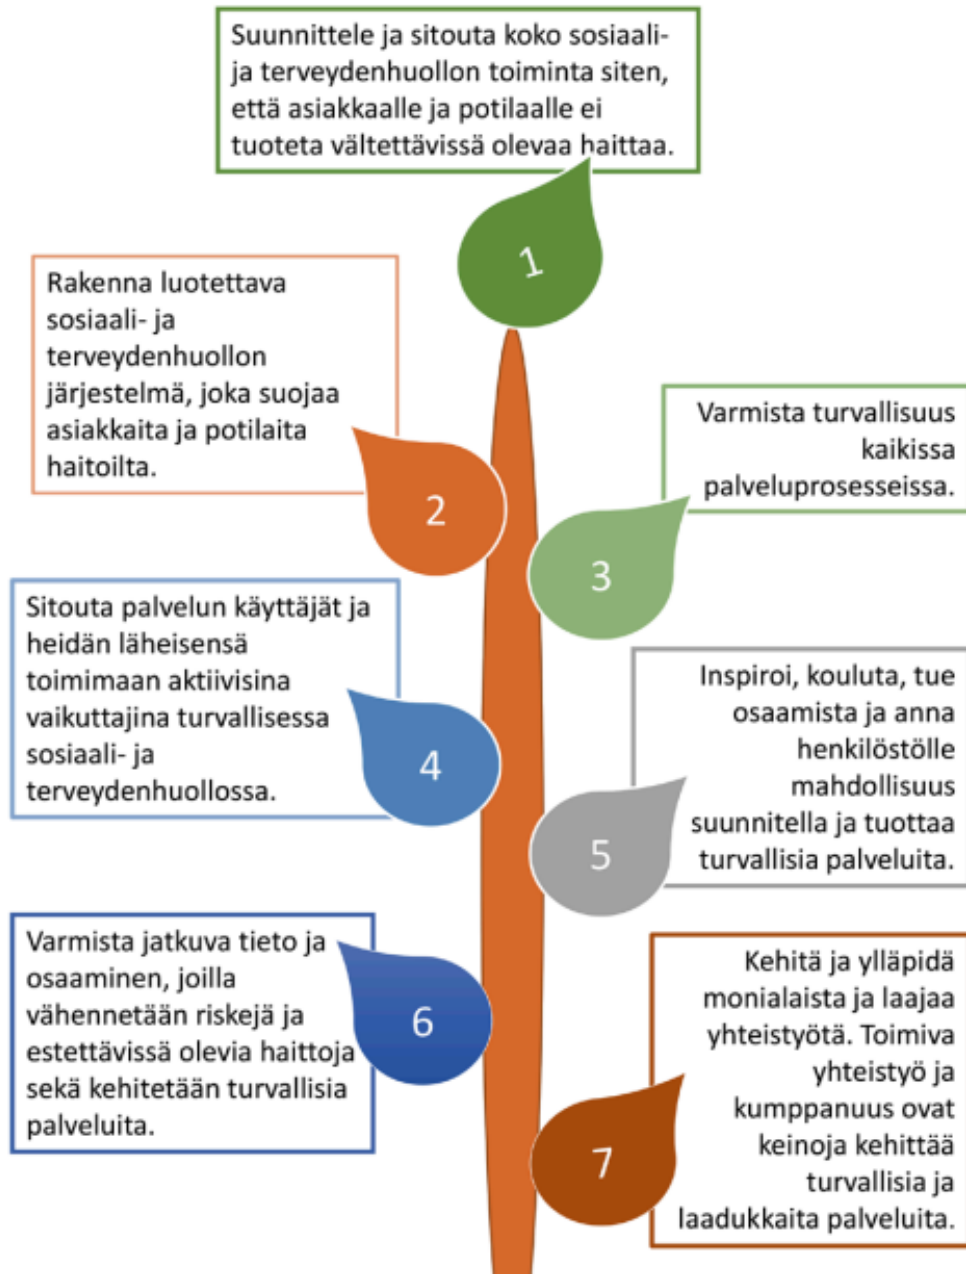 Suunnittele ja sitouta koko sosiaali-
ja terveydenhuollon toiminta siten,
että asiakkaalle ja potilaalle ei
tuoteta vältettävissä olevaa haittaa.
1
Rakenna luotettava
sosiaali- ja
terveydenhuollon
järjestelmä, joka suojaa
asiakkaita ja potilaita
haitoilta.
2
Varmista turvallisuus
kaikissa
palveluprosesseissa.
3
Sitouta palvelun käyttäjät ja
heidän läheisensä
toimimaan aktiivisina
vaikuttajina turvallisessa
sosiaali- ja
terveydenhuollossa.
4
Inspiroi, kouluta, tue
osaamista ja anna
henkilöstölle
mahdollisuus
suunnitella ja tuottaa
turvallisia palveluita.
5
Varmista jatkuva tieto ja
osaaminen, joilla
vähennetään riskejä ja
estettävissä olevia haittoja
sekä kehitetään turvallisia
palveluita.
6
Kehitä ja ylläpidä
monialaista ja laajaa
yhteistyötä. Toimiva
yhteistyö ja
kumppanuus ovat
keinoja kehittää
turvallisia ja
laadukkaita palveluita.
7